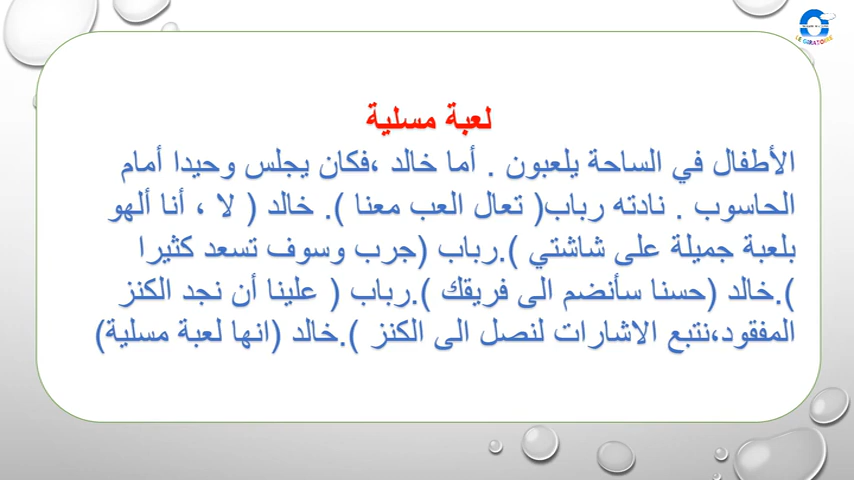 لعبة مسلية
الأطفال في الساحة يلعبون . أما خالد ،فكان يجلس وحيدا أمام
الحاسوب . نادته رباب( تعال العب معنا ). خالد ( لا ، أنا ألهو
بلعبة جميلة على شاشتي ).رباب (جرب وسوف تسعد كثيرا
).خالد (حسنا سأنضم الى فريقك ).رباب ( علينا أن نجد الكنز
المفقود،نتبع الاشارات لنصل الى الكنز ).خالد (انها لعبة مسلية)
LE GIRATOIRE